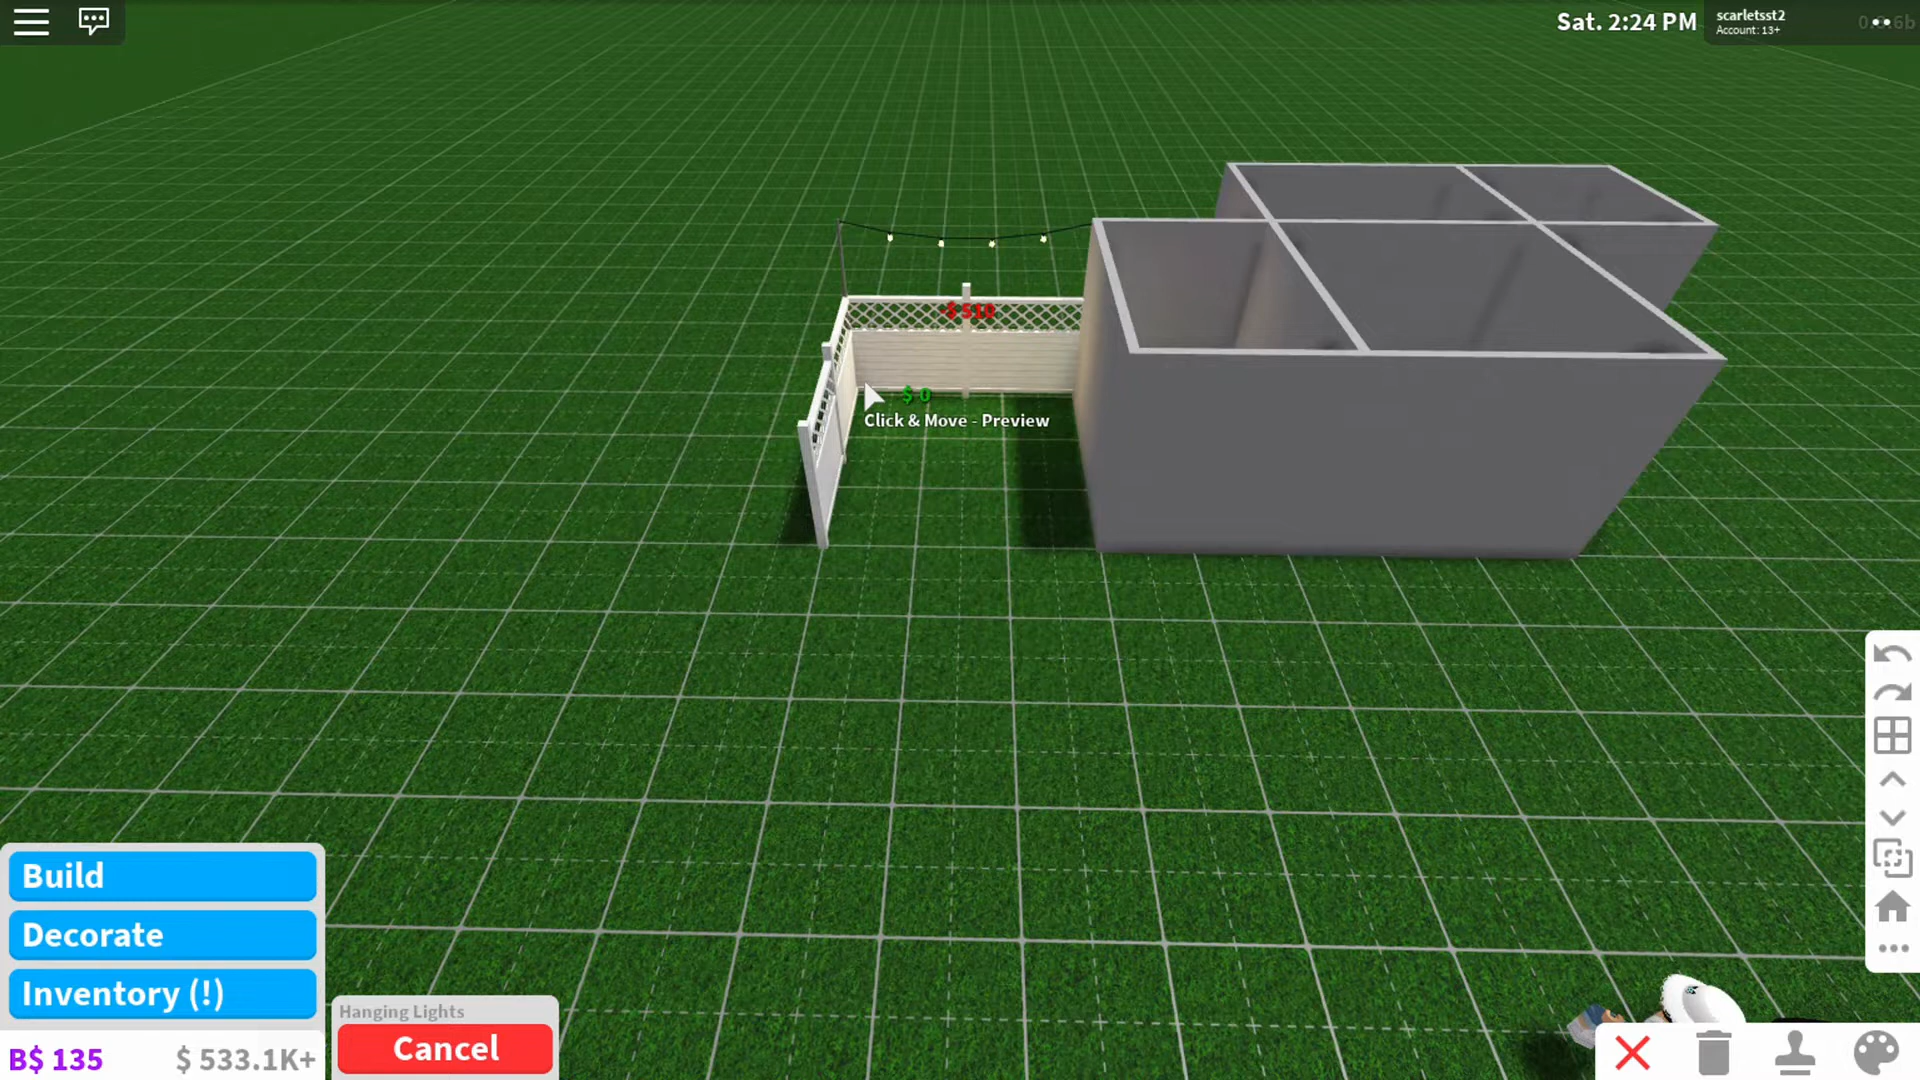 Sat. 2:24 PM
scarletsst2
Account: 13+
-$ 510
$ 0
Click & Move - Preview
Build
Decorate
Inventory (!)
B$ 135
$ 533.1K+
Hanging Lights
Cancel